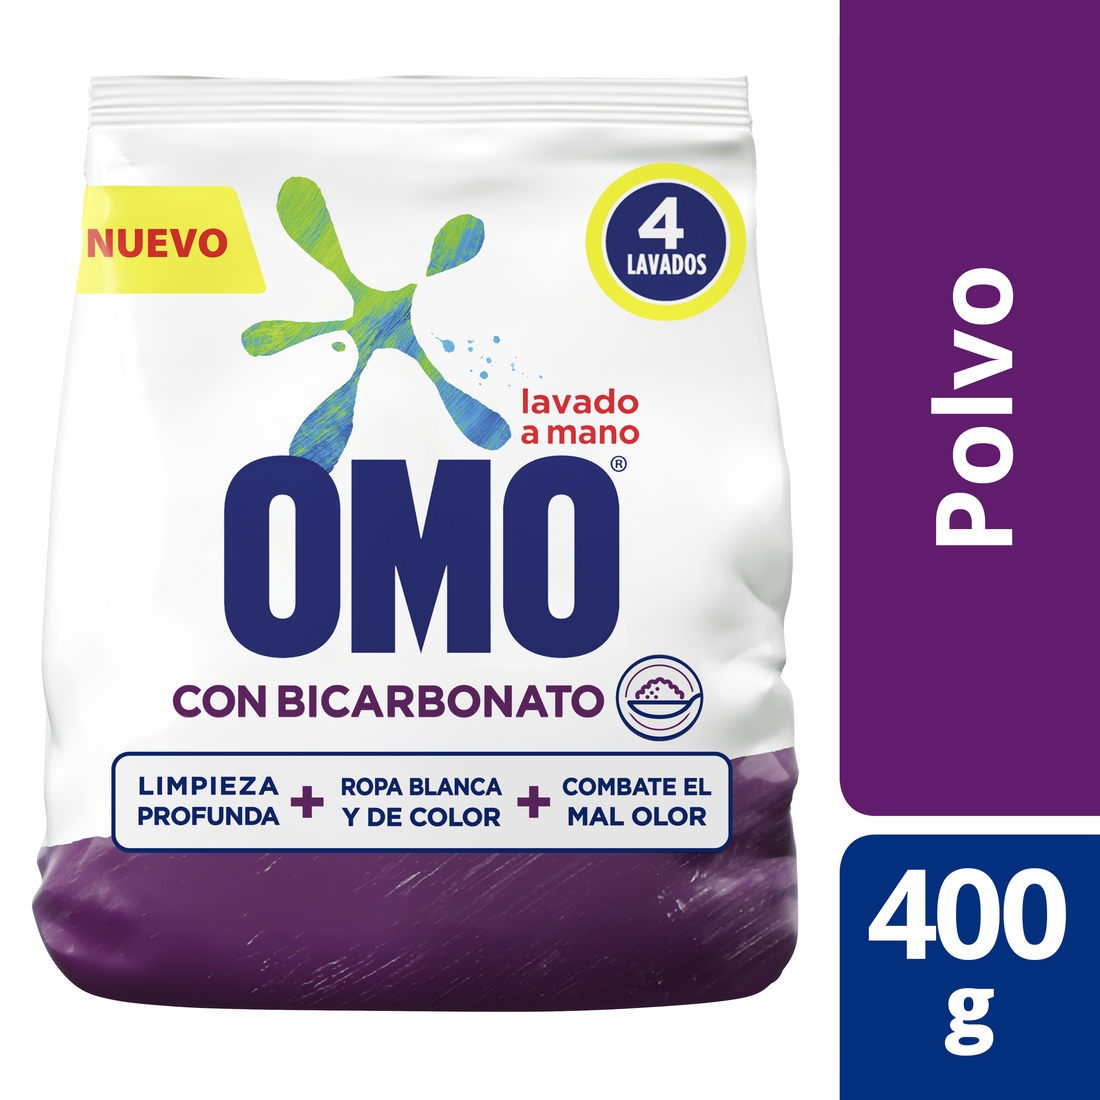 NUEVO
4
LAVADOS
lavado
a mano
OMO®
CON BICARBONATO
LIMPIEZA
PROFUNDA
+
ROPA BLANCA
Y DE COLOR
+
COMBATE EL
MAL OLOR
Polvo
400
g